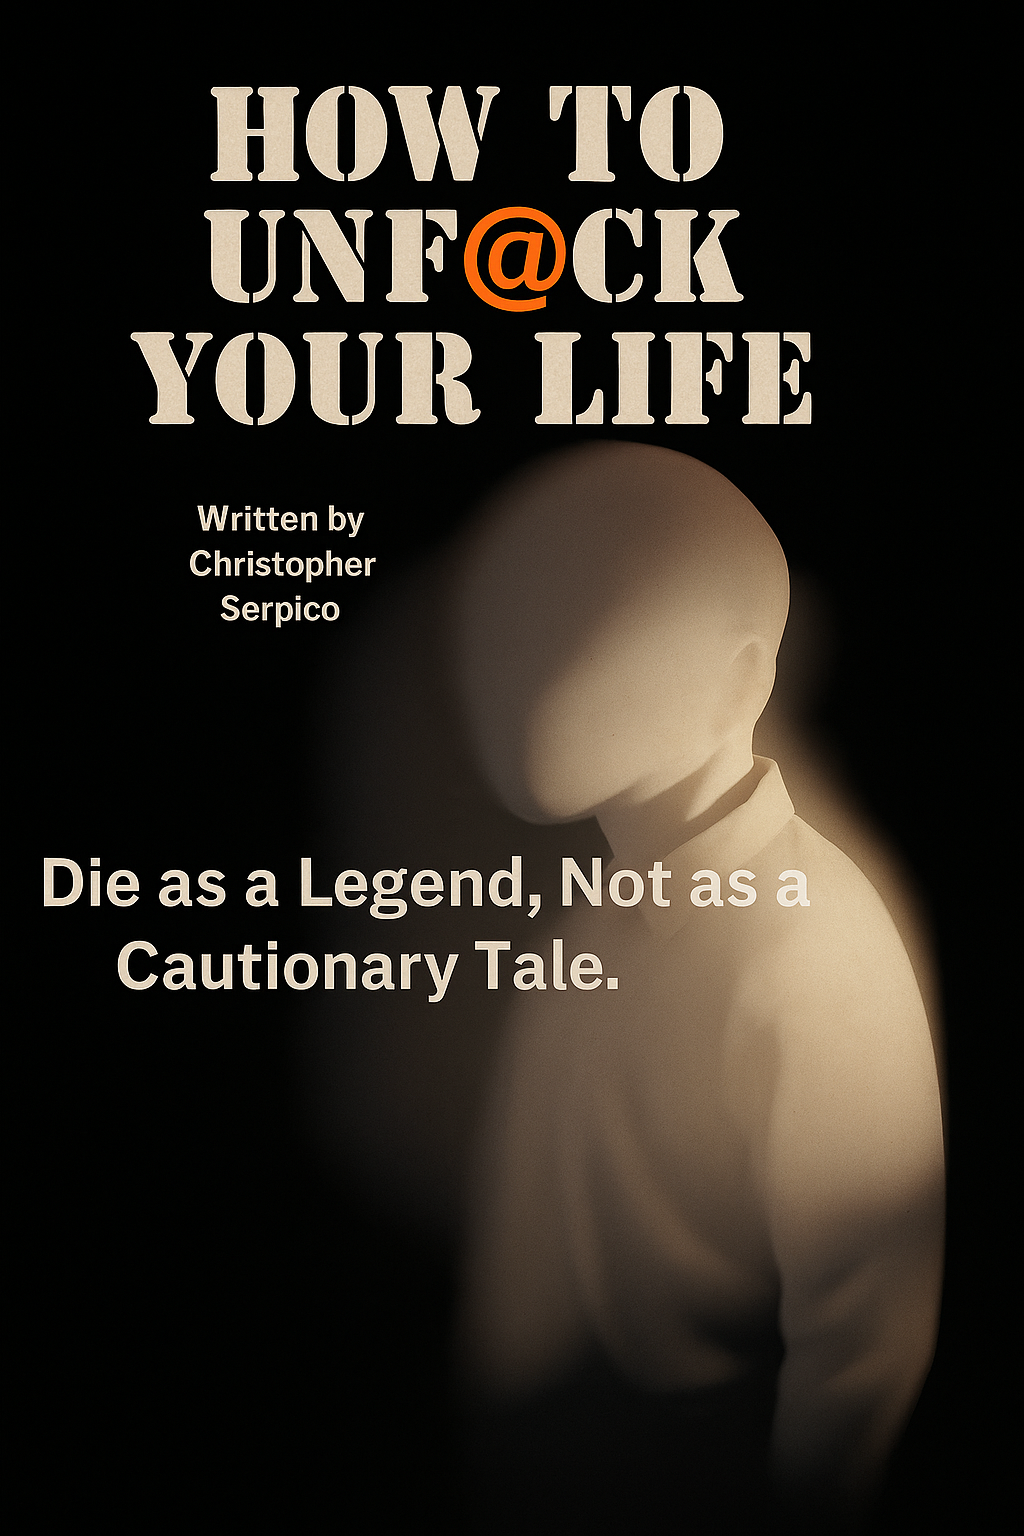 HOW TO
UNF@CK
YOUR LIFE
Written by
Christopher
Serpico
Die as a Legend, Not as a
Cautionary Tale.